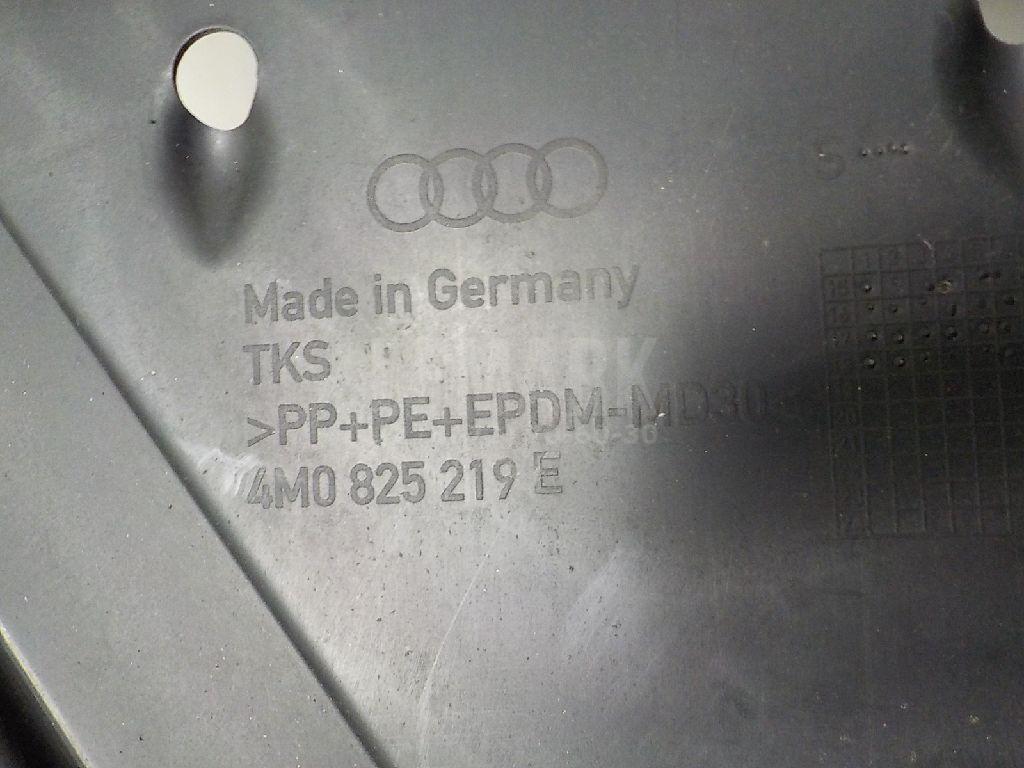 Made in Germany
TKS
>PP+PE+EPDM-MD30<
4M0 825 219 E
S